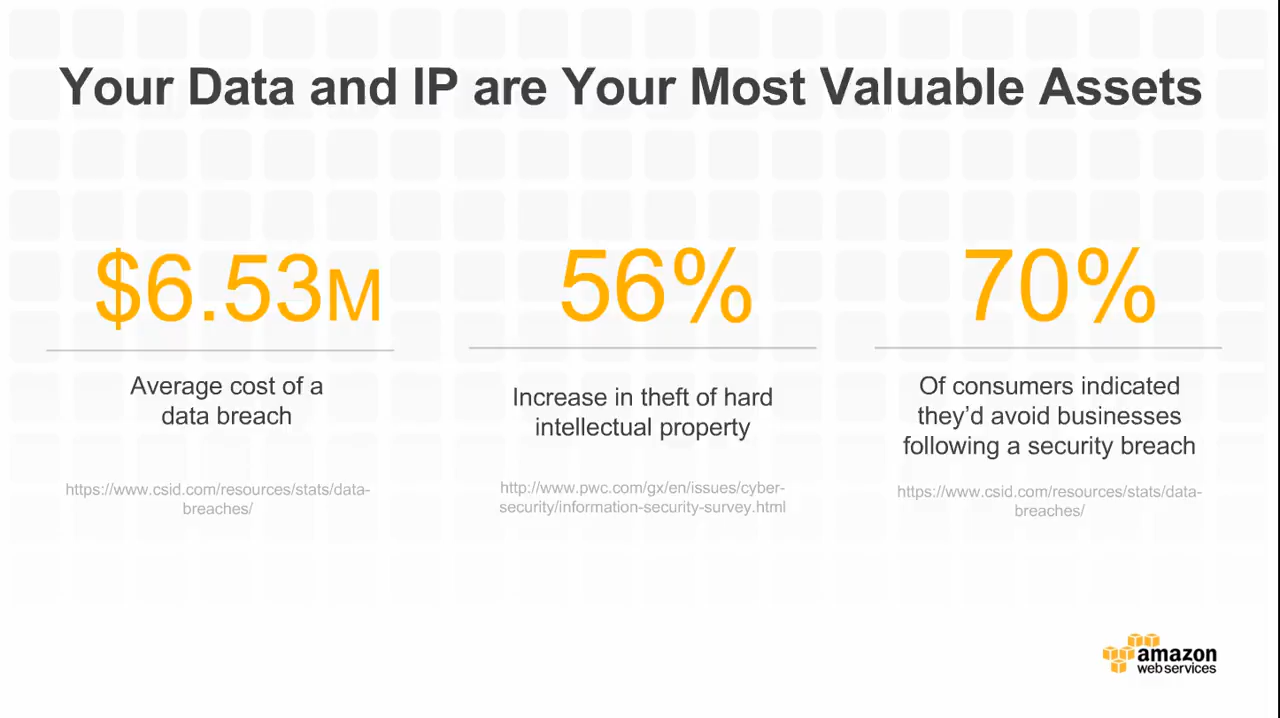 Your Data and IP are Your Most Valuable Assets
$6.53M
Average cost of a
data breach
https://www.csid.com/resources/stats/data-
breaches/
56%
Increase in theft of hard
intellectual property
http://www.pwc.com/gx/en/issues/cyber-
security/information-security-survey.html
70%
Of consumers indicated
they’d avoid businesses
following a security breach
https://www.csid.com/resources/stats/data-
breaches/
amazon
webservices